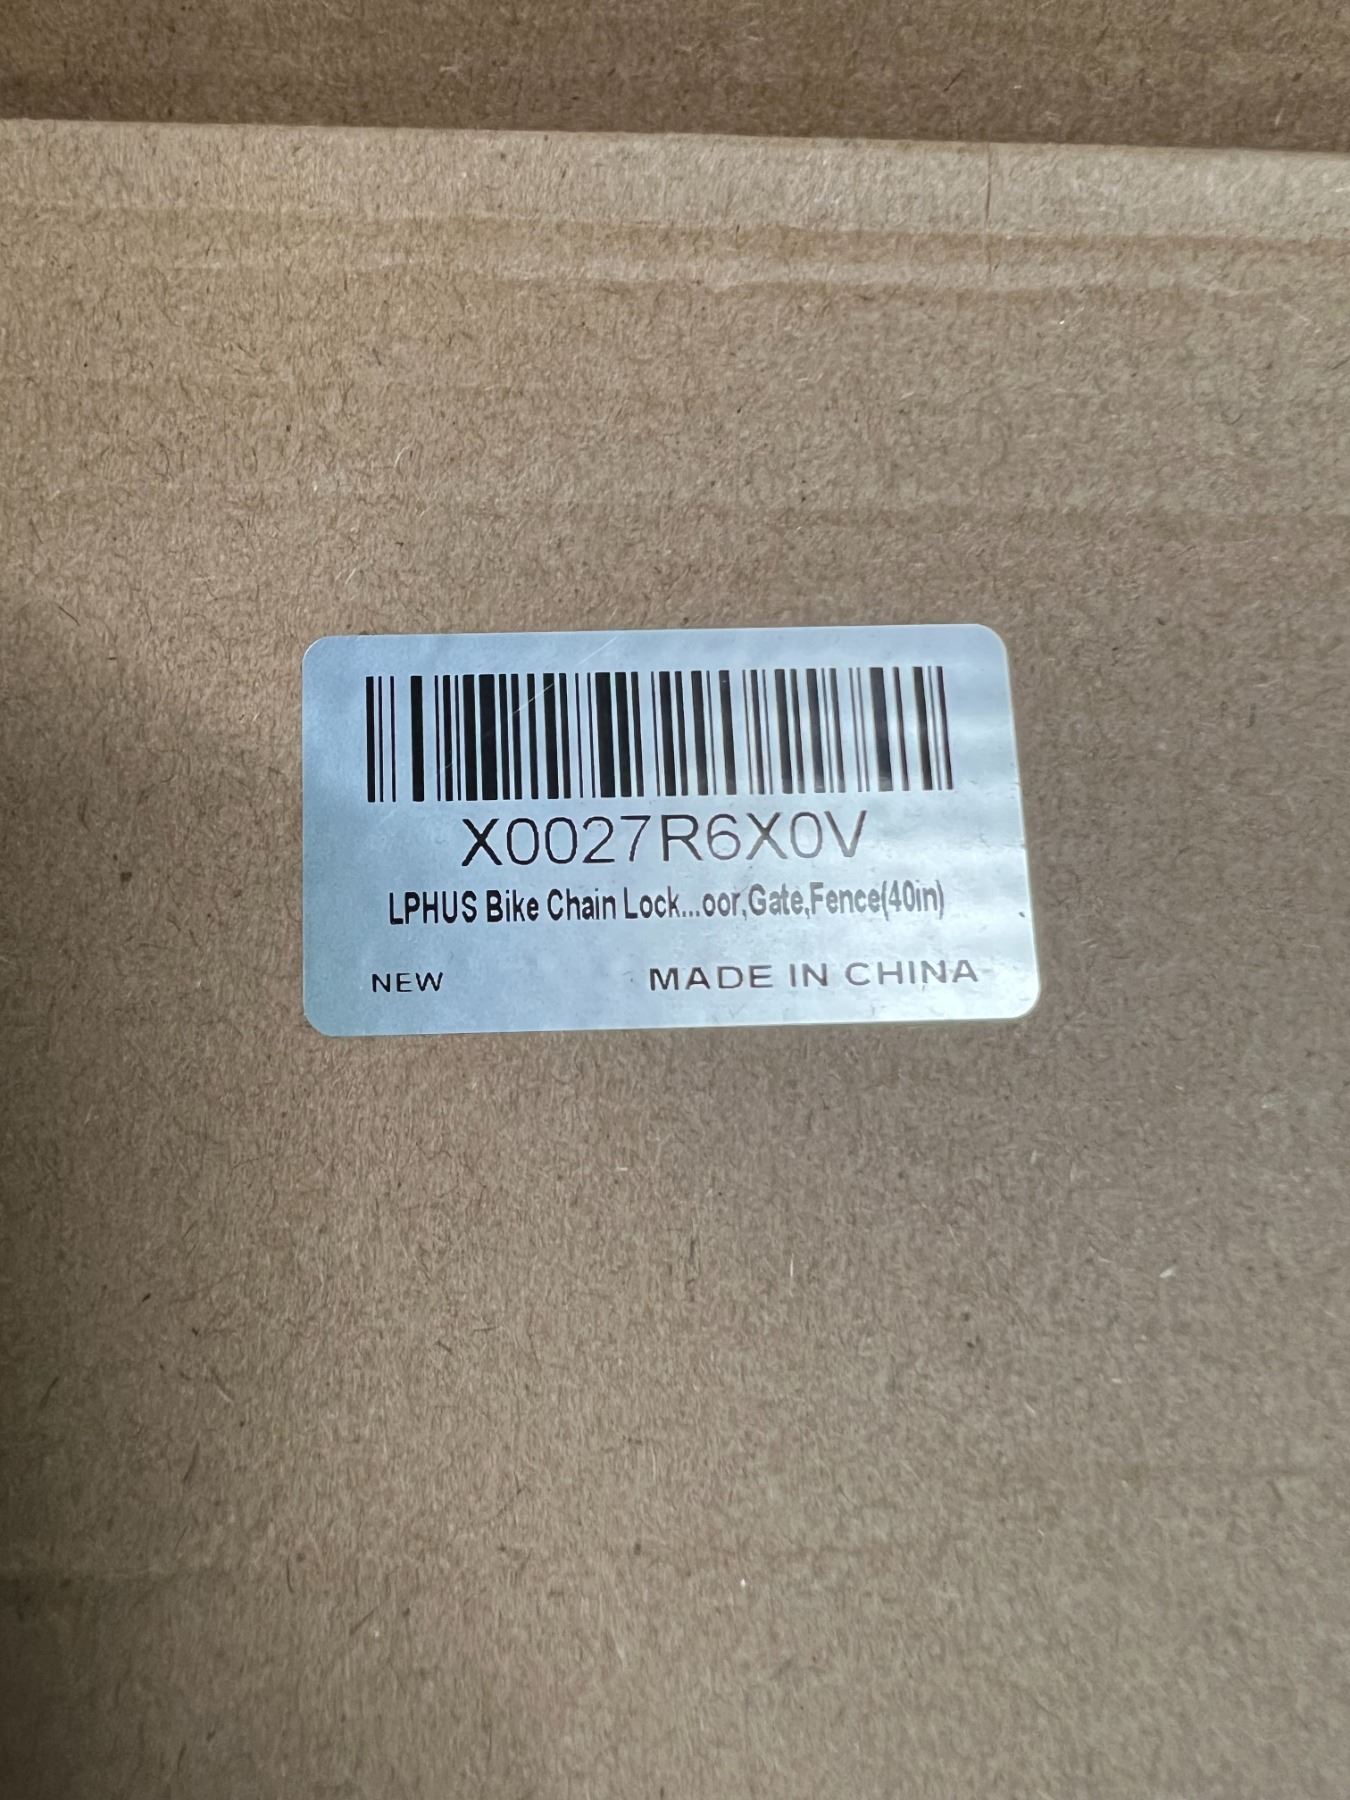 X0027R6X0V
LPHUS Bike Chain Lock...oor,Gate,Fence(40in)
NEW MADE IN CHINA